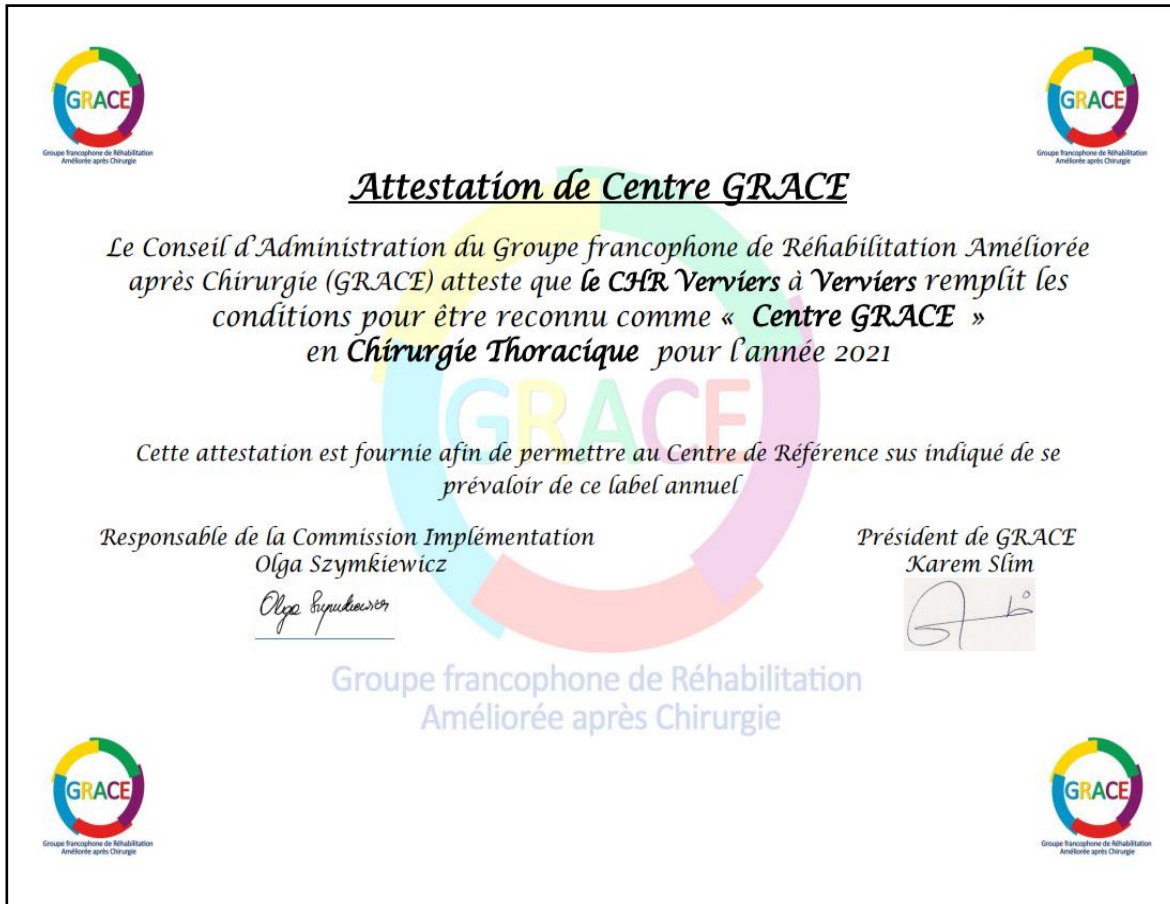 GRACE
Groupe francophone de Réhabilitation
Améliorée après Chirurgie
GRACE
Groupe francophone de Réhabilitation
Améliorée après Chirurgie
Attestation de Centre GRACE
Le Conseil d'Administration du Groupe francophone de Réhabilitation Améliorée
après Chirurgie (GRACE) atteste que le CHR Verviers à Verviers remplit les
conditions pour être reconnu comme « Centre GRACE »
en Chirurgie Thoracique pour l'année 2021
GRACE
Cette attestation est fournie afin de permettre au Centre de Référence sus indiqué de se
prévaloir de ce label annuel
Responsable de la Commission Implémentation
Olga Szymkiewicz
Président de GRACE
Karem Slim
Groupe francophone de Réhabilitation
Améliorée après Chirurgie
GRACE
Groupe francophone de Réhabilitation
Améliorée après Chirurgie
GRACE
Groupe francophone de Réhabilitation
Améliorée après Chirurgie